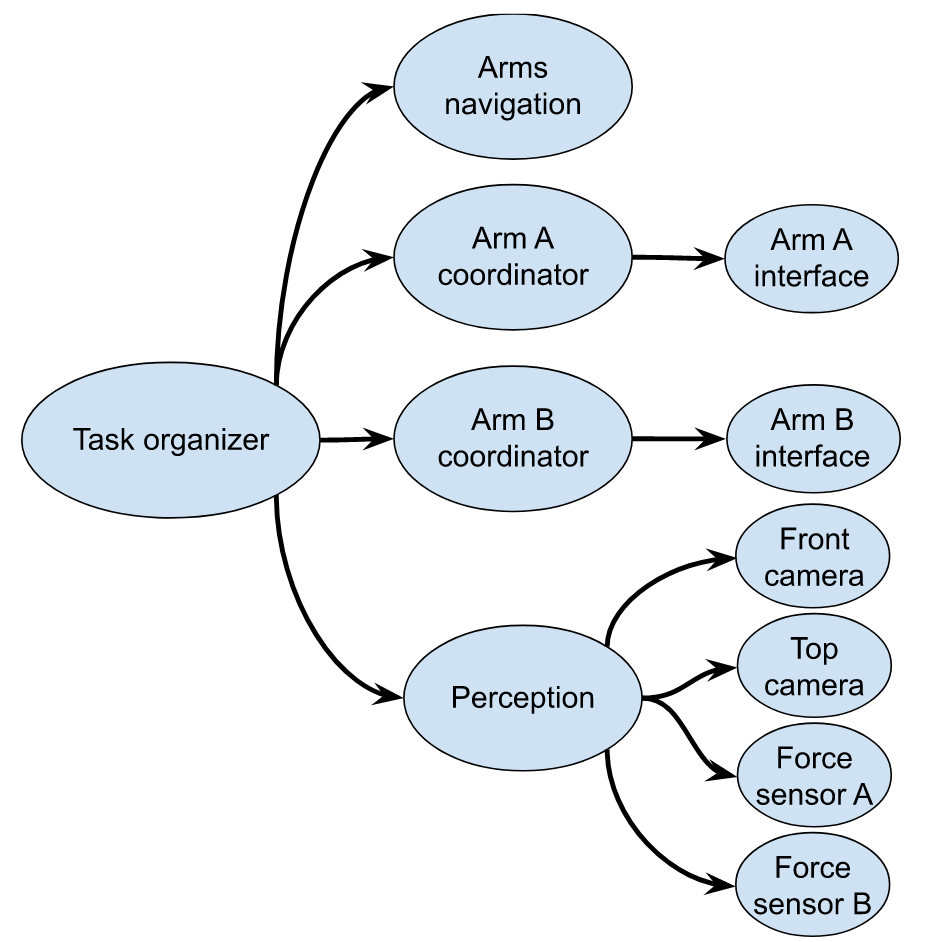 Arms
navigation
Arm A
coordinator
Arm A
interface
Task organizer
Arm B
coordinator
Arm B
interface
Front
camera
Top
camera
Perception
Force
sensor A
Force
sensor B